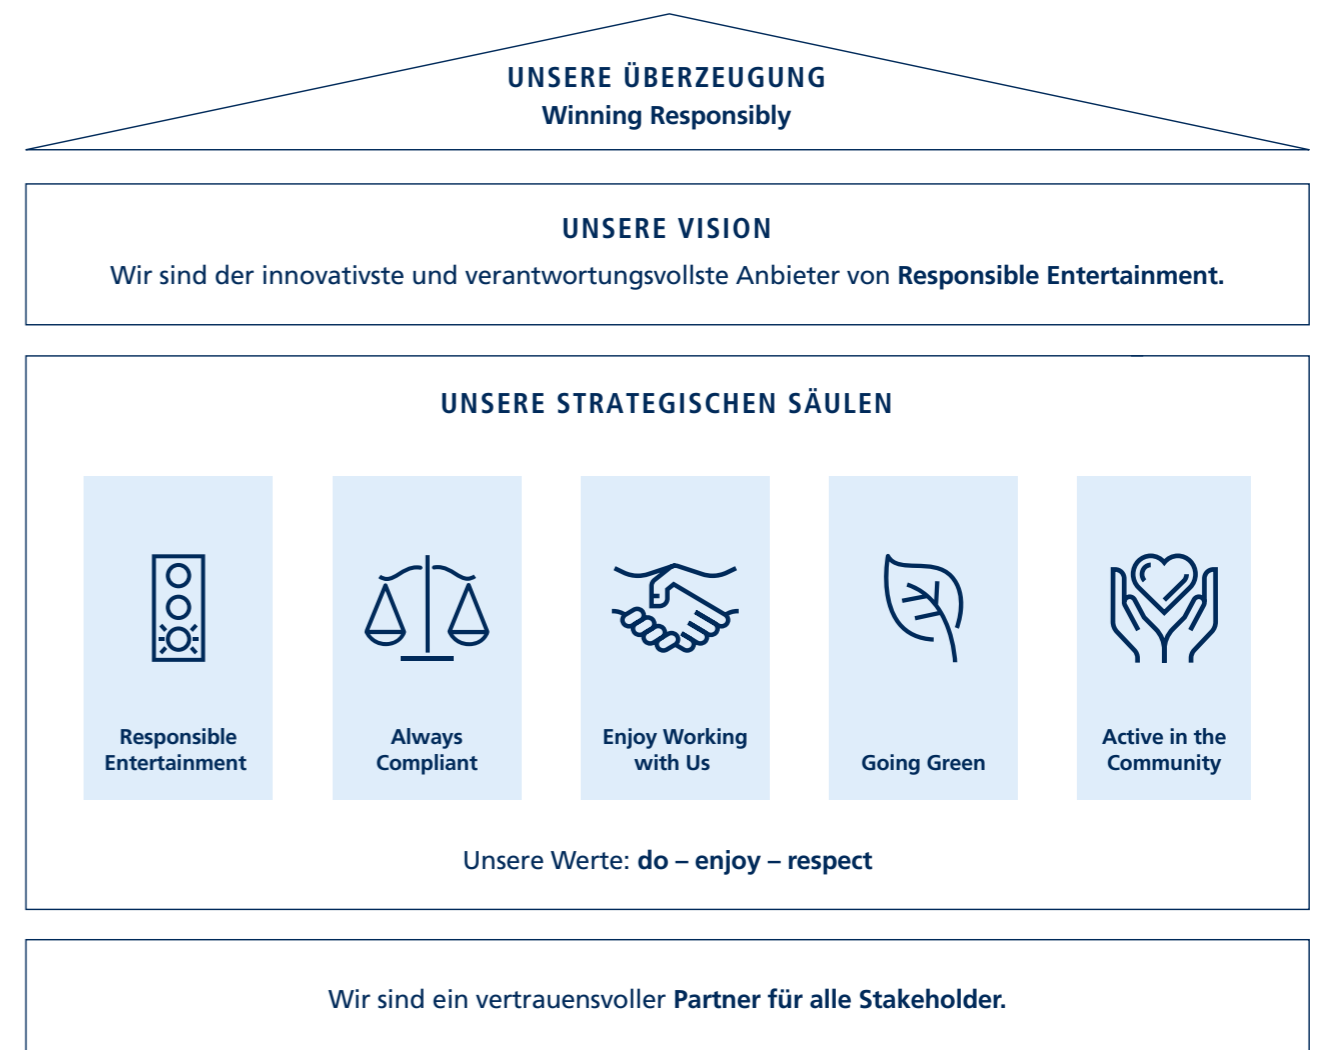 UNSERE ÜBERZEUGUNG
Winning Responsibly
UNSERE VISION
Wir sind der innovativste und verantwortungsvollste Anbieter von Responsible Entertainment.
UNSERE STRATEGISCHEN SÄULEN
Responsible
Entertainment
Always
Compliant
Enjoy Working
with Us
Going Green
Active in the
Community
Unsere Werte: do – enjoy – respect
Wir sind ein vertrauensvoller Partner für alle Stakeholder.